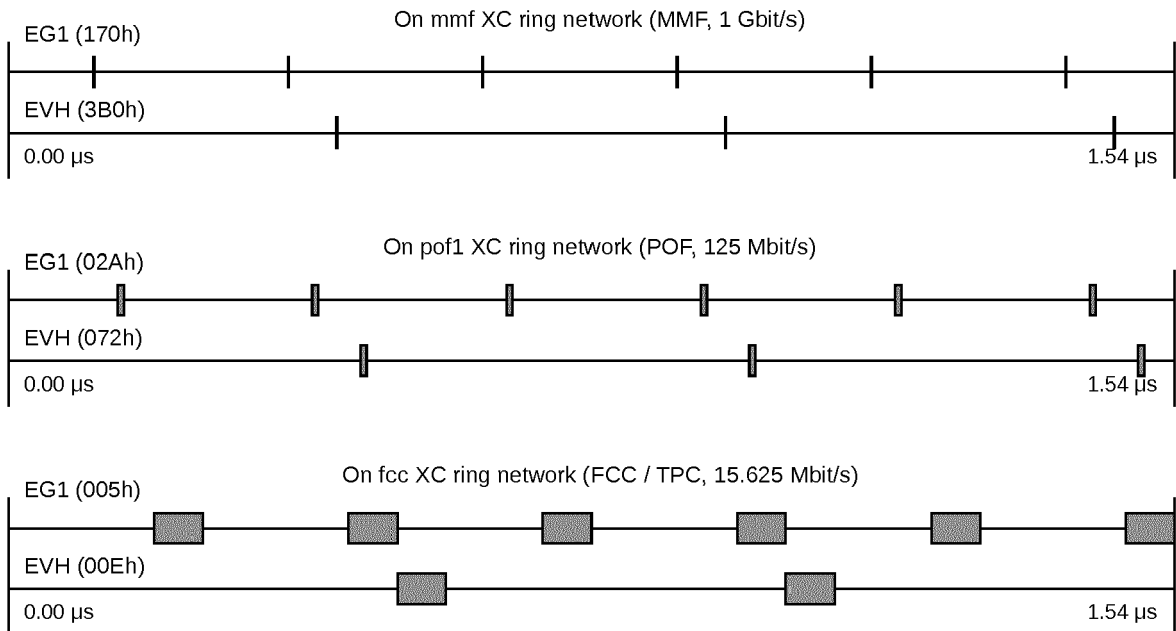 On mmf XC ring network (MMF, 1 Gbit/s)
EG1 (170h)
EVH (3B0h)
0.00 µs 1.54 µs
On pof1 XC ring network (POF, 125 Mbit/s)
EG1 (02Ah)
EVH (072h)
0.00 µs 1.54 µs
On fcc XC ring network (FCC / TPC, 15.625 Mbit/s)
EG1 (005h)
EVH (00Eh)
0.00 µs 1.54 µs